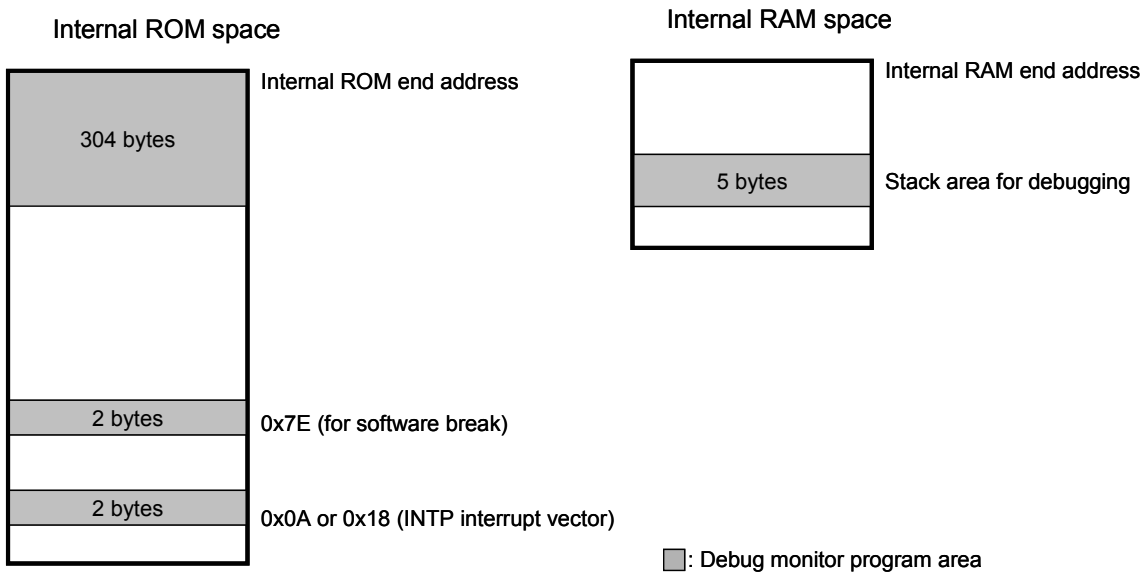 Internal ROM space
Internal ROM end address
304 bytes
2 bytes
0x7E (for software break)
2 bytes
0x0A or 0x18 (INTP interrupt vector)
Internal RAM space
Internal RAM end address
5 bytes
Stack area for debugging
: Debug monitor program area